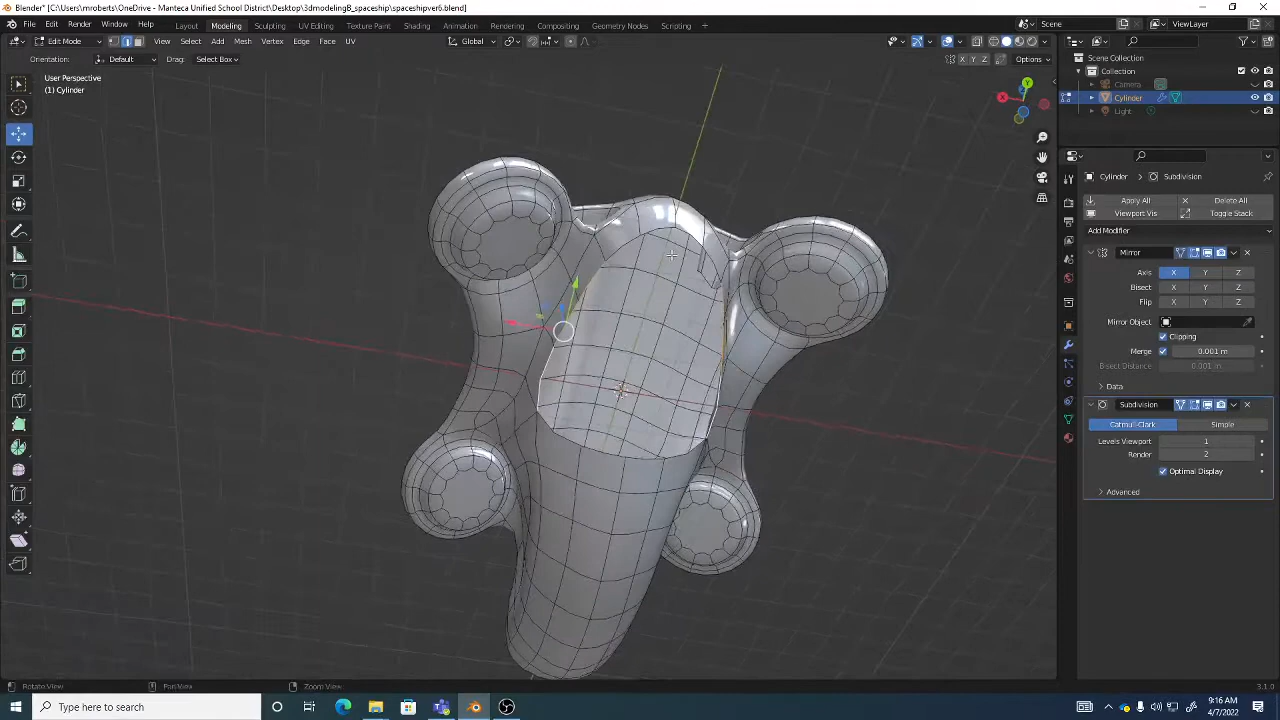 Blender* [C:\Users\mroberts\OneDrive - Manteca Unified School District\Desktop\3dmodelingB_spaceship\spaceshipver6.blend]
File Edit Render Window Help Layout Modeling Sculpting UV Editing Texture Paint Shading Animation Rendering Compositing Geometry Nodes Scripting +
Scene ViewLayer
Edit Mode View Select Add Mesh Vertex Edge Face UV Global
Orientation: Default Drag: Select Box X Y Z Options
User Perspective
(1) Cylinder
Scene Collection
Collection
Camera
Cylinder
Light
Y
X
Cylinder Subdivision
Apply All Delete All
Viewport Vis Toggle Stack
Add Modifier
Mirror
Axis X Y Z
Bisect X Y Z
Flip X Y Z
Mirror Object
Clipping
Merge 0.001 m
Bisect Distance 0.001 m
Data
Subdivision
Catmull-Clark Simple
Levels Viewport 1
Render 2
Optimal Display
Advanced
Rotate View Pan View Zoom View 3.1.0
Type here to search
9:16 AM
4/7/2022